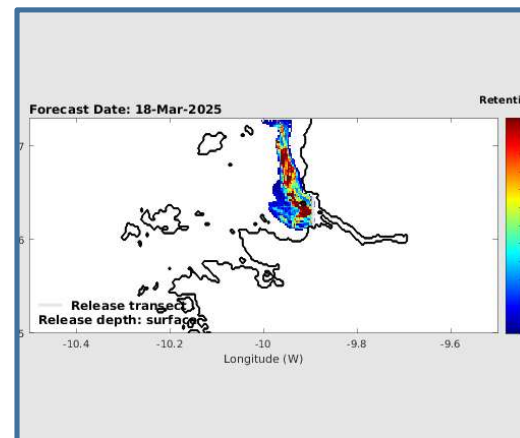 Retenti
Forecast Date: 18-Mar-2025
7
6
5
Release transect
Release depth: surface
-10.4 -10.2 -10 -9.8 -9.6
Longitude (W)